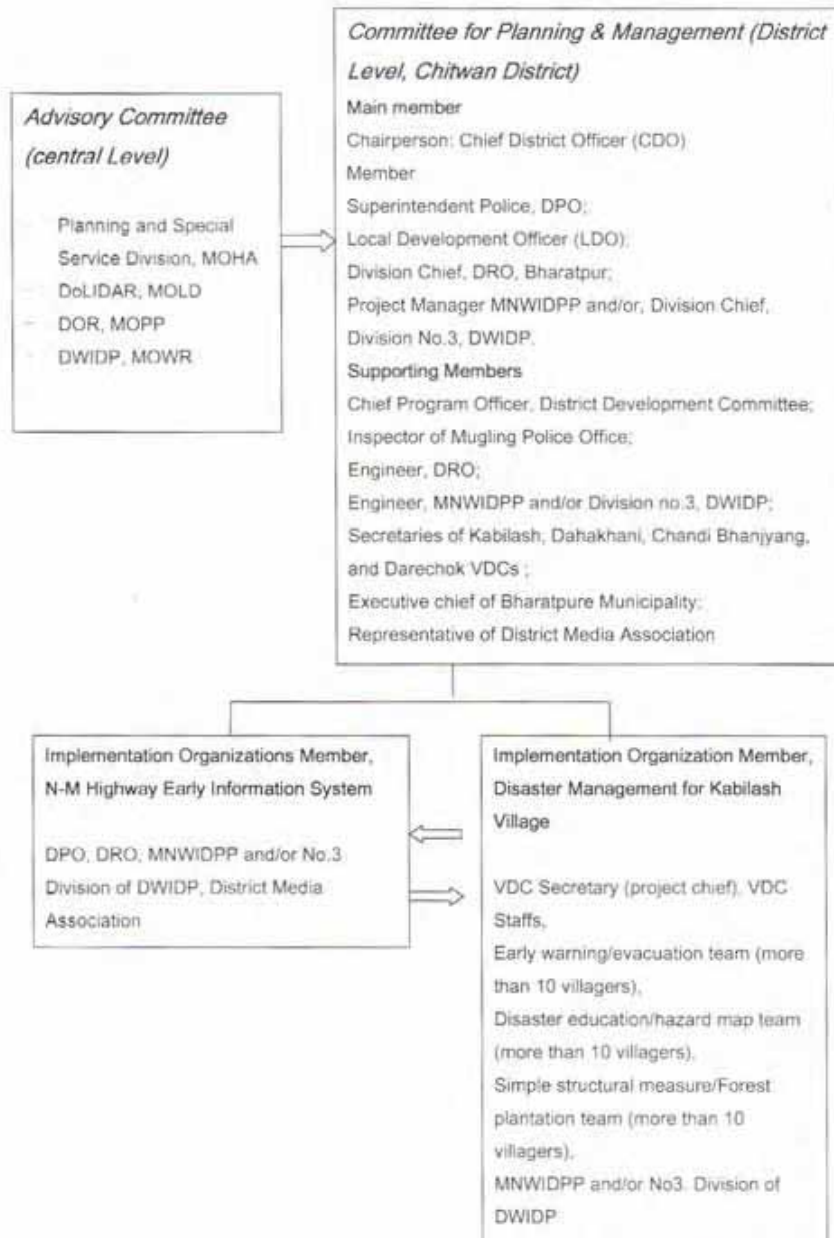 Advisory Committee
(central Level)
- Planning and Special
Service Division, MOHA
- DoLIDAR, MOLD
- DOR, MOPP
- DWIDP, MOWR
Committee for Planning & Management (District
Level, Chitwan District)
Main member
Chairperson: Chief District Officer (CDO)
Member
Superintendent Police, DPO;
Local Development Officer (LDO);
Division Chief, DRO, Bharatpur;
Project Manager MNWIDPP and/or, Division Chief,
Division No.3, DWIDP.
Supporting Members
Chief Program Officer, District Development Committee;
Inspector of Mugling Police Office;
Engineer, DRO;
Engineer, MNWIDPP and/or Division no.3, DWIDP;
Secretaries of Kabilash, Dahakhani, Chandi Bhanjyang,
and Darechok VDCs ;
Executive chief of Bharatpure Municipality;
Representative of District Media Association
Implementation Organizations Member,
N-M Highway Early Information System
DPO, DRO, MNWIDPP and/or No.3
Division of DWIDP, District Media
Association
Implementation Organization Member,
Disaster Management for Kabilash
Village
VDC Secretary (project chief), VDC
Staffs,
Early warning/evacuation team (more
than 10 villagers),
Disaster education/hazard map team
(more than 10 villagers),
Simple structural measure/Forest
plantation team (more than 10
villagers),
MNWIDPP and/or No3. Division of
DWIDP